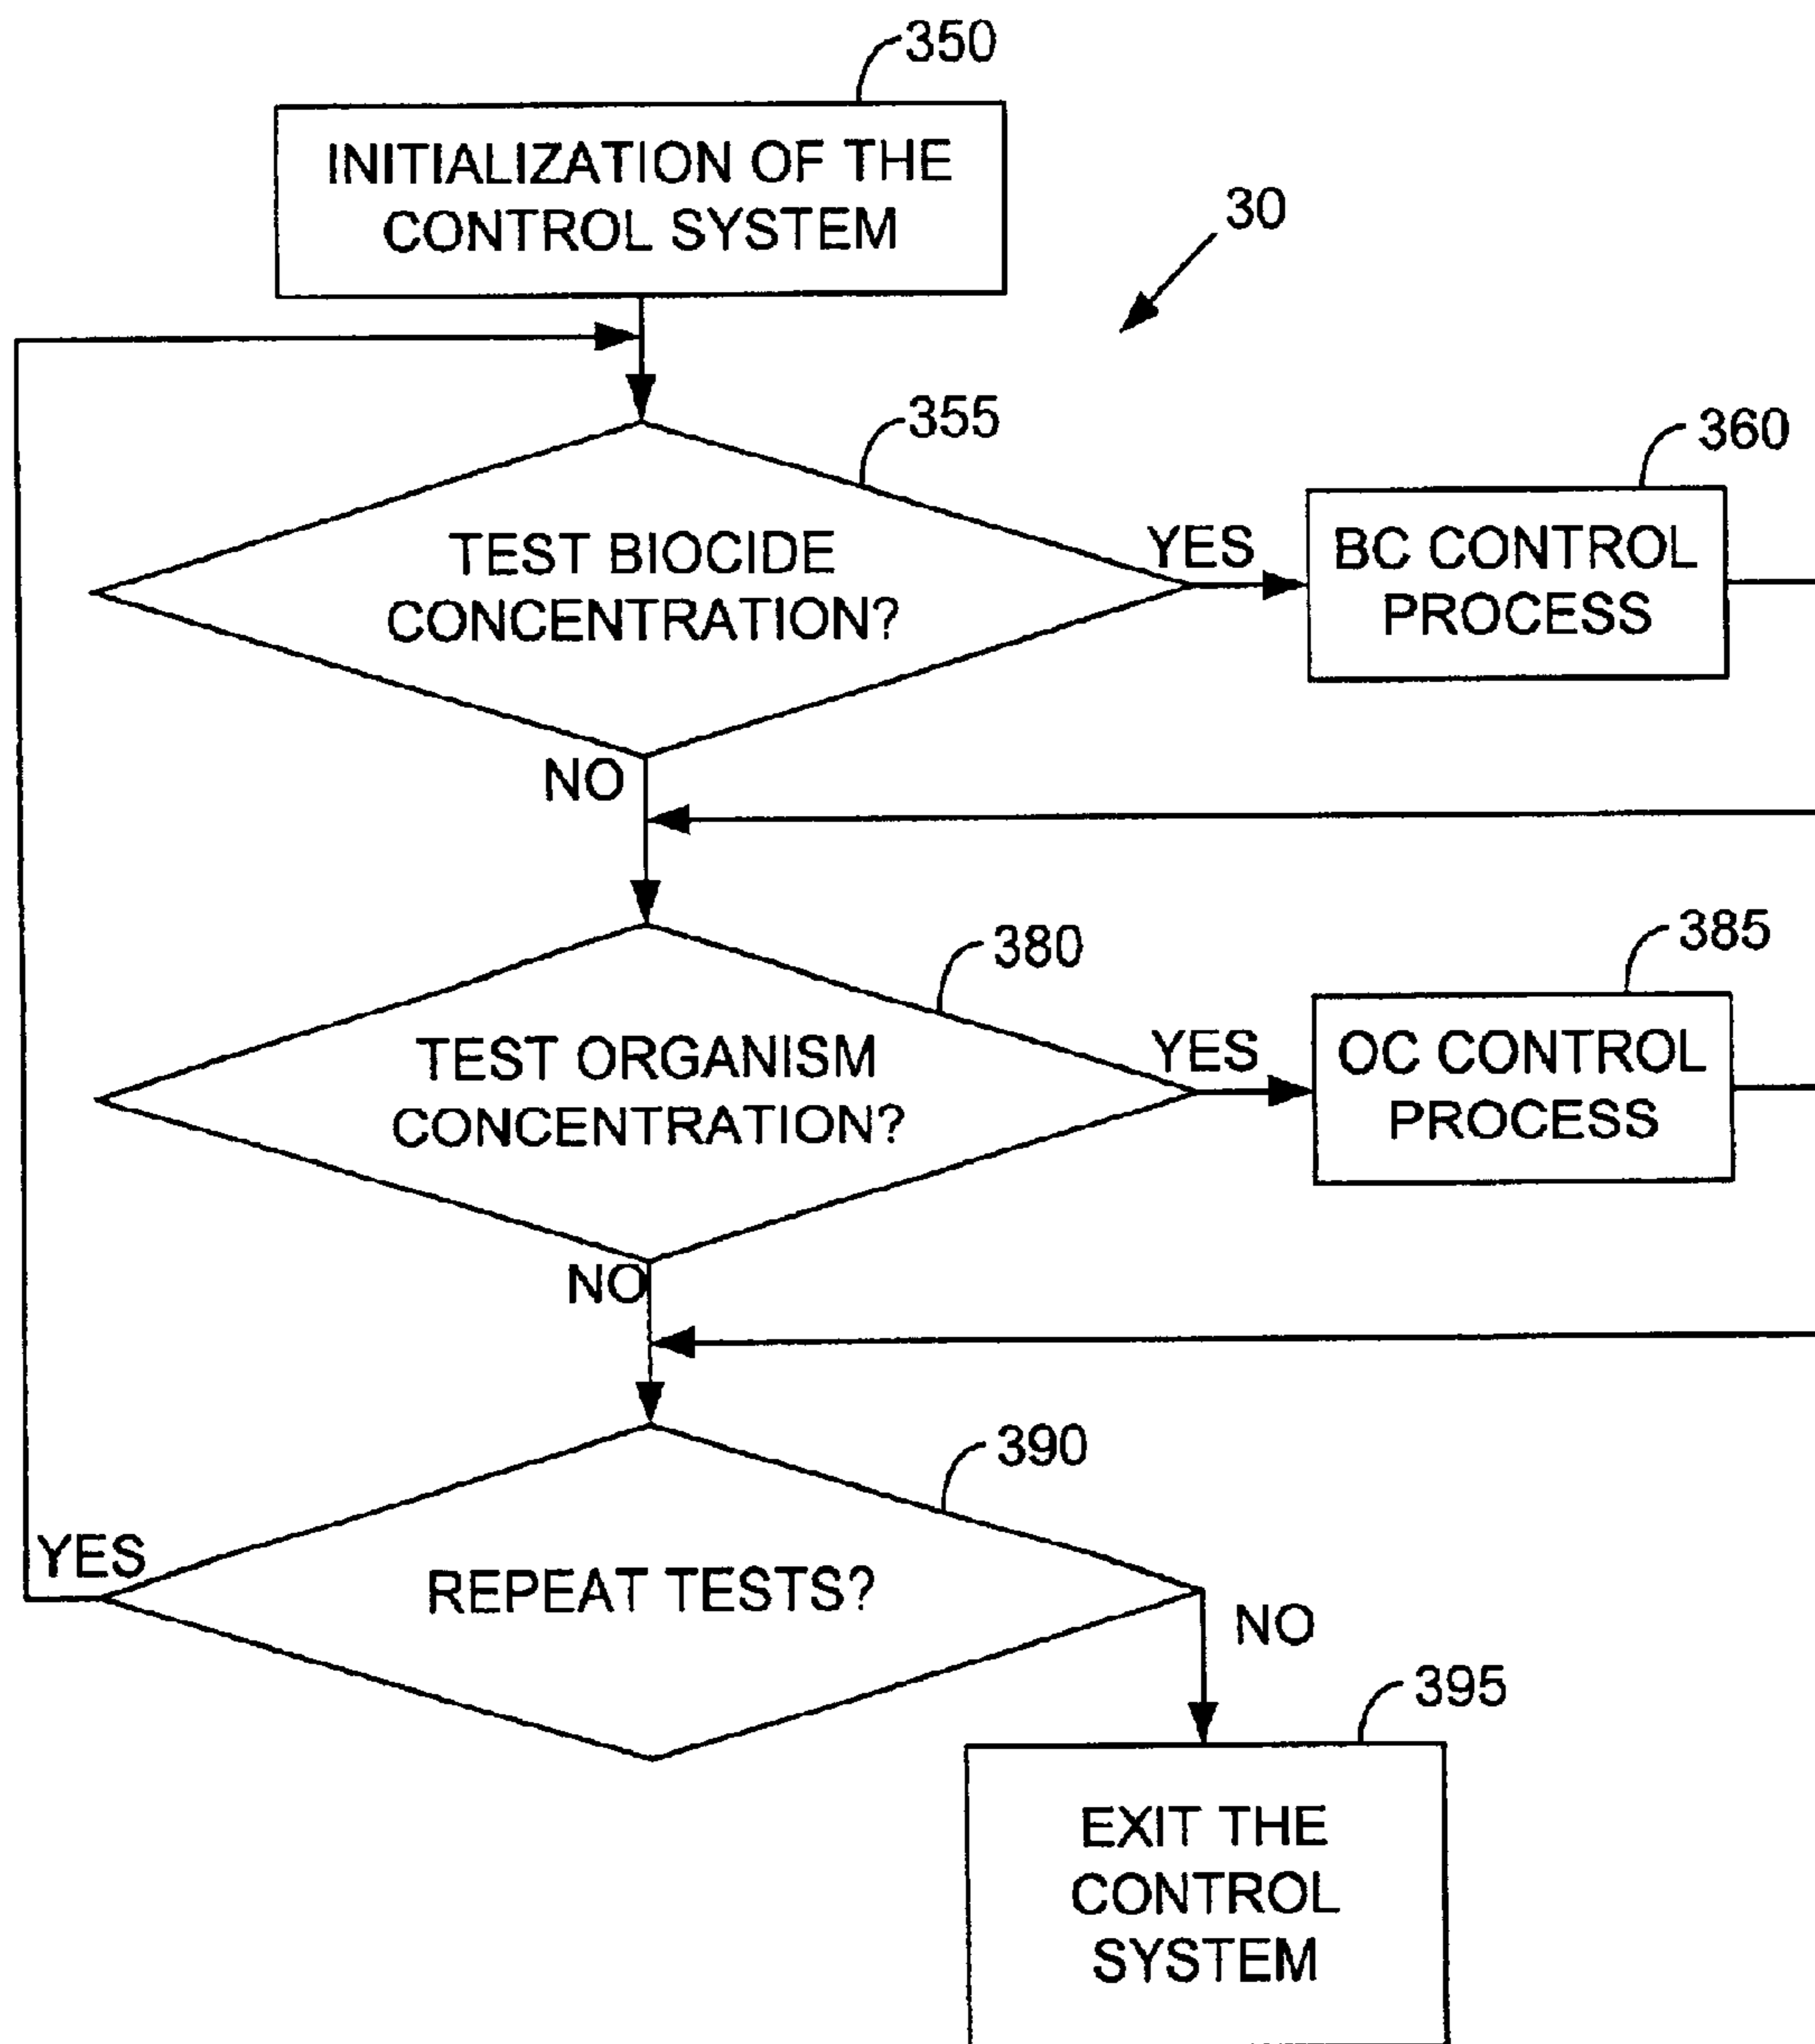 350
INITIALIZATION OF THE
CONTROL SYSTEM
30
355
TEST BIOCIDE
CONCENTRATION?
YES
360
BC CONTROL
PROCESS
NO
380
TEST ORGANISM
CONCENTRATION?
YES
385
OC CONTROL
PROCESS
NO
390
REPEAT TESTS?
YES
NO
395
EXIT THE
CONTROL
SYSTEM